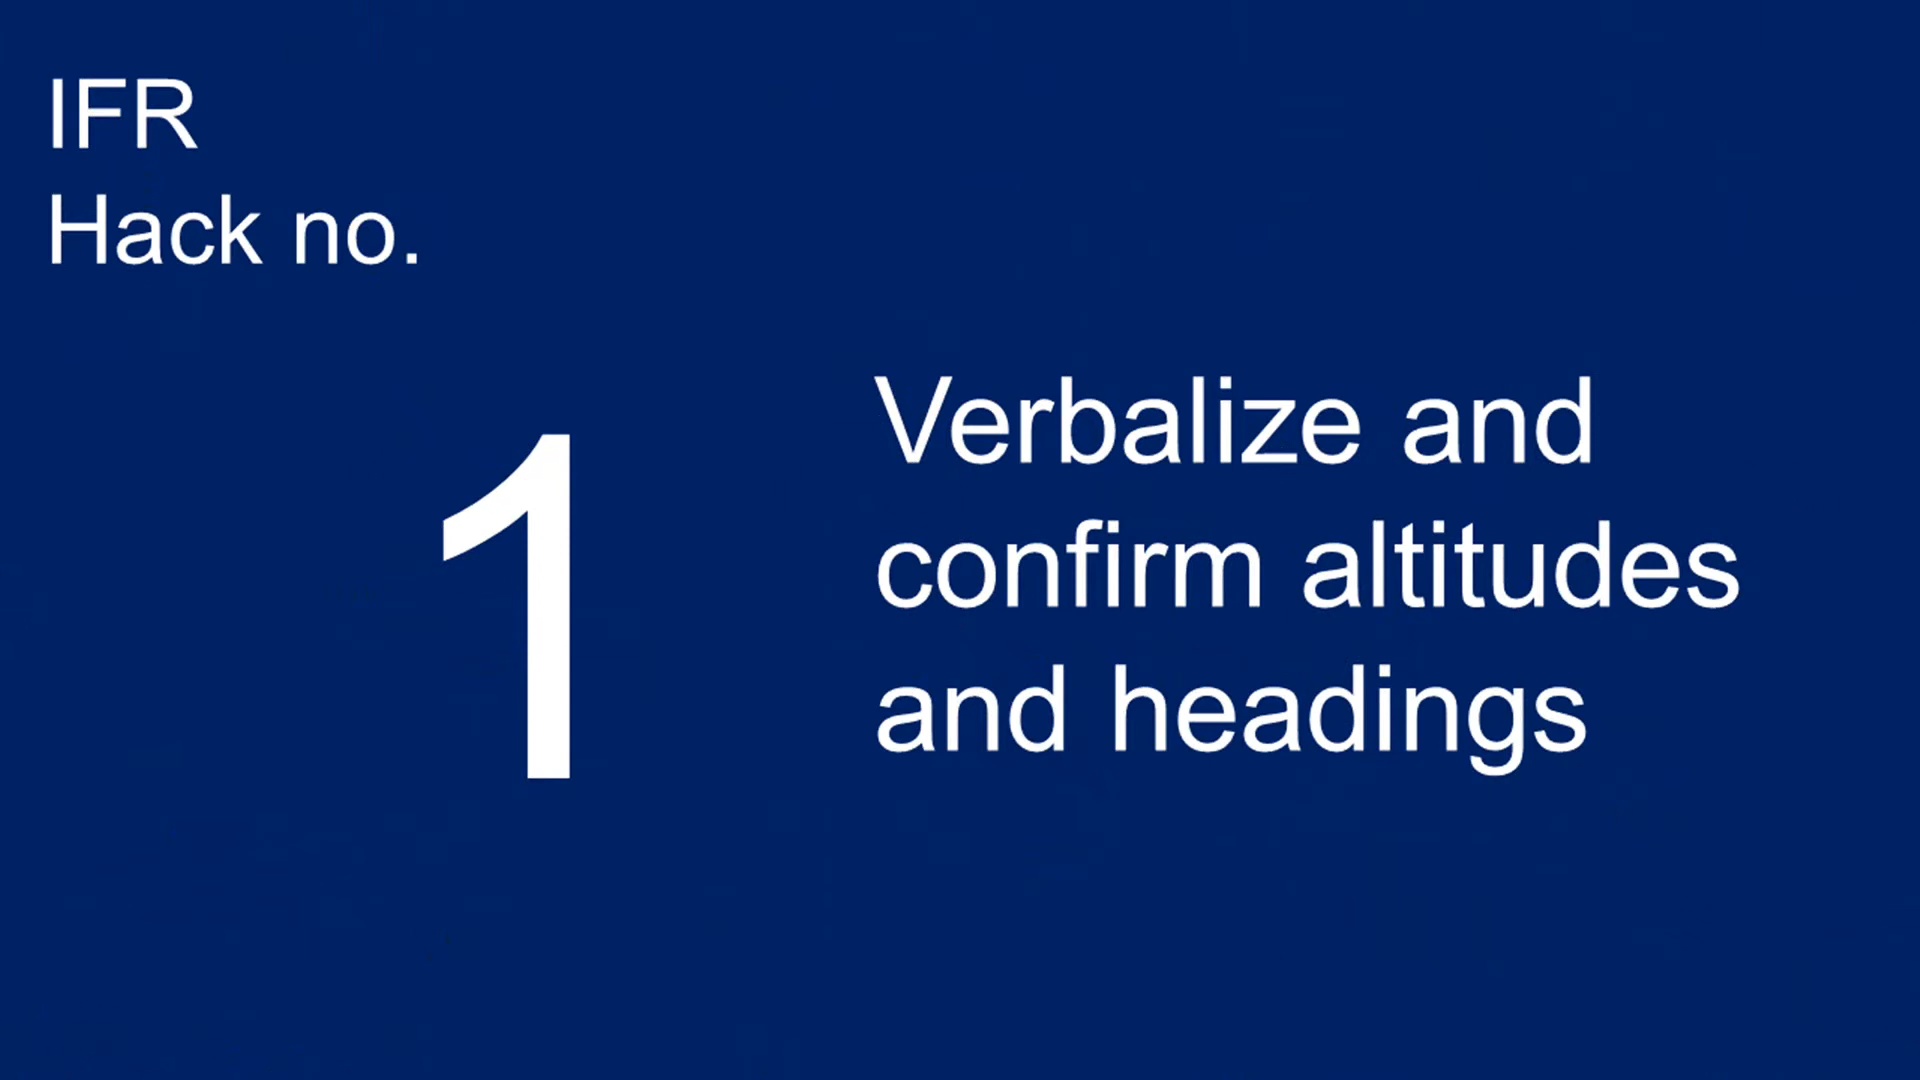 IFR
Hack no.
1
Verbalize and
confirm altitudes
and headings